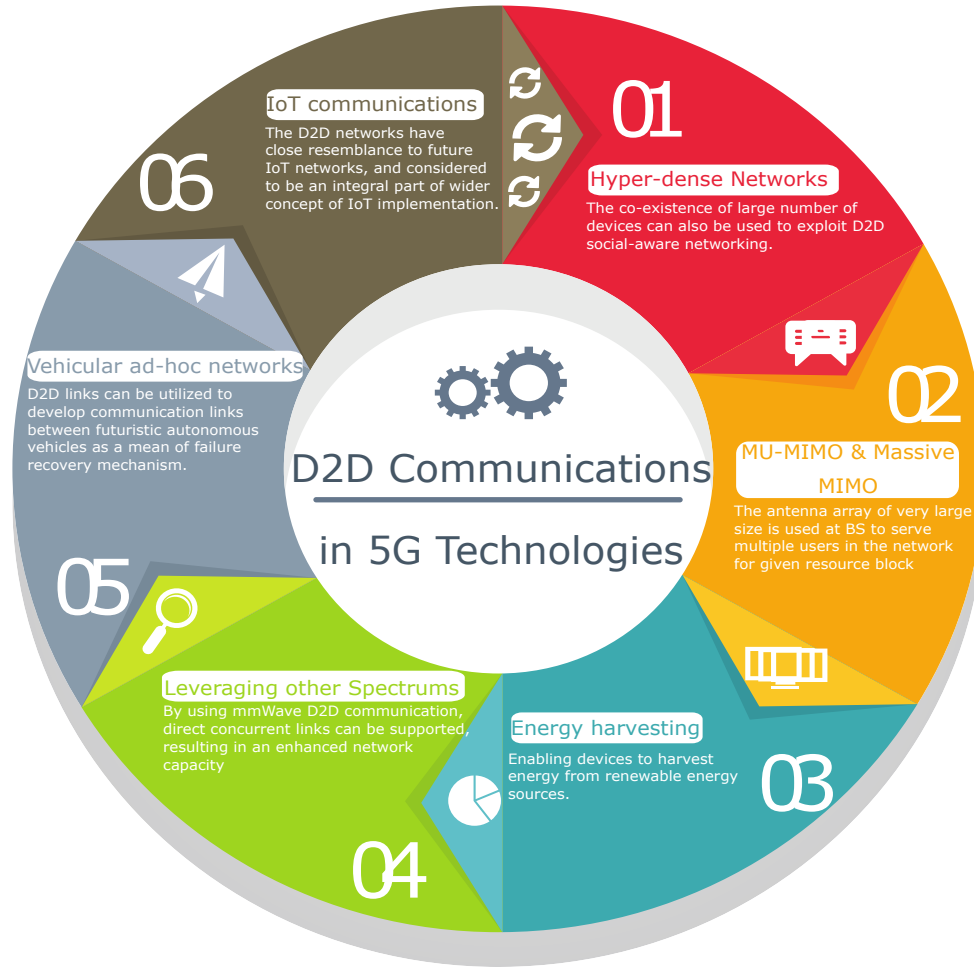 D2D Communications
in 5G Technologies
01
Hyper-dense Networks
The co-existence of large number of
devices can also be used to exploit D2D
social-aware networking.
02
MU-MIMO & Massive
MIMO
The antenna array of very large
size is used at BS to serve
multiple users in the network
for given resource block
03
Energy harvesting
Enabling devices to harvest
energy from renewable energy
sources.
04
Leveraging other Spectrums
By using mmWave D2D communication,
direct concurrent links can be supported,
resulting in an enhanced network
capacity
05
Vehicular ad-hoc networks
D2D links can be utilized to
develop communication links
between futuristic autonomous
vehicles as a mean of failure
recovery mechanism.
06
IoT communications
The D2D networks have
close resemblance to future
IoT networks, and considered
to be an integral part of wider
concept of IoT implementation.